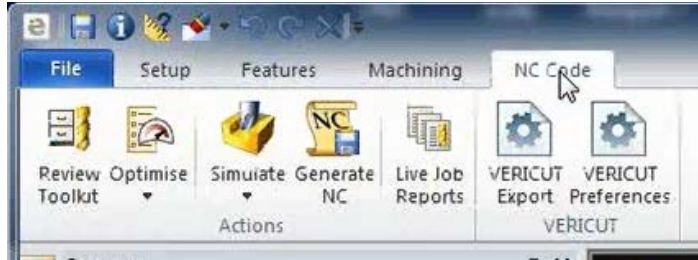 File Setup Features Machining NC Code
NC
Review Optimise Simulate Generate Live Job VERICUT VERICUT
Toolkit NC Reports Export Preferences
Actions VERICUT